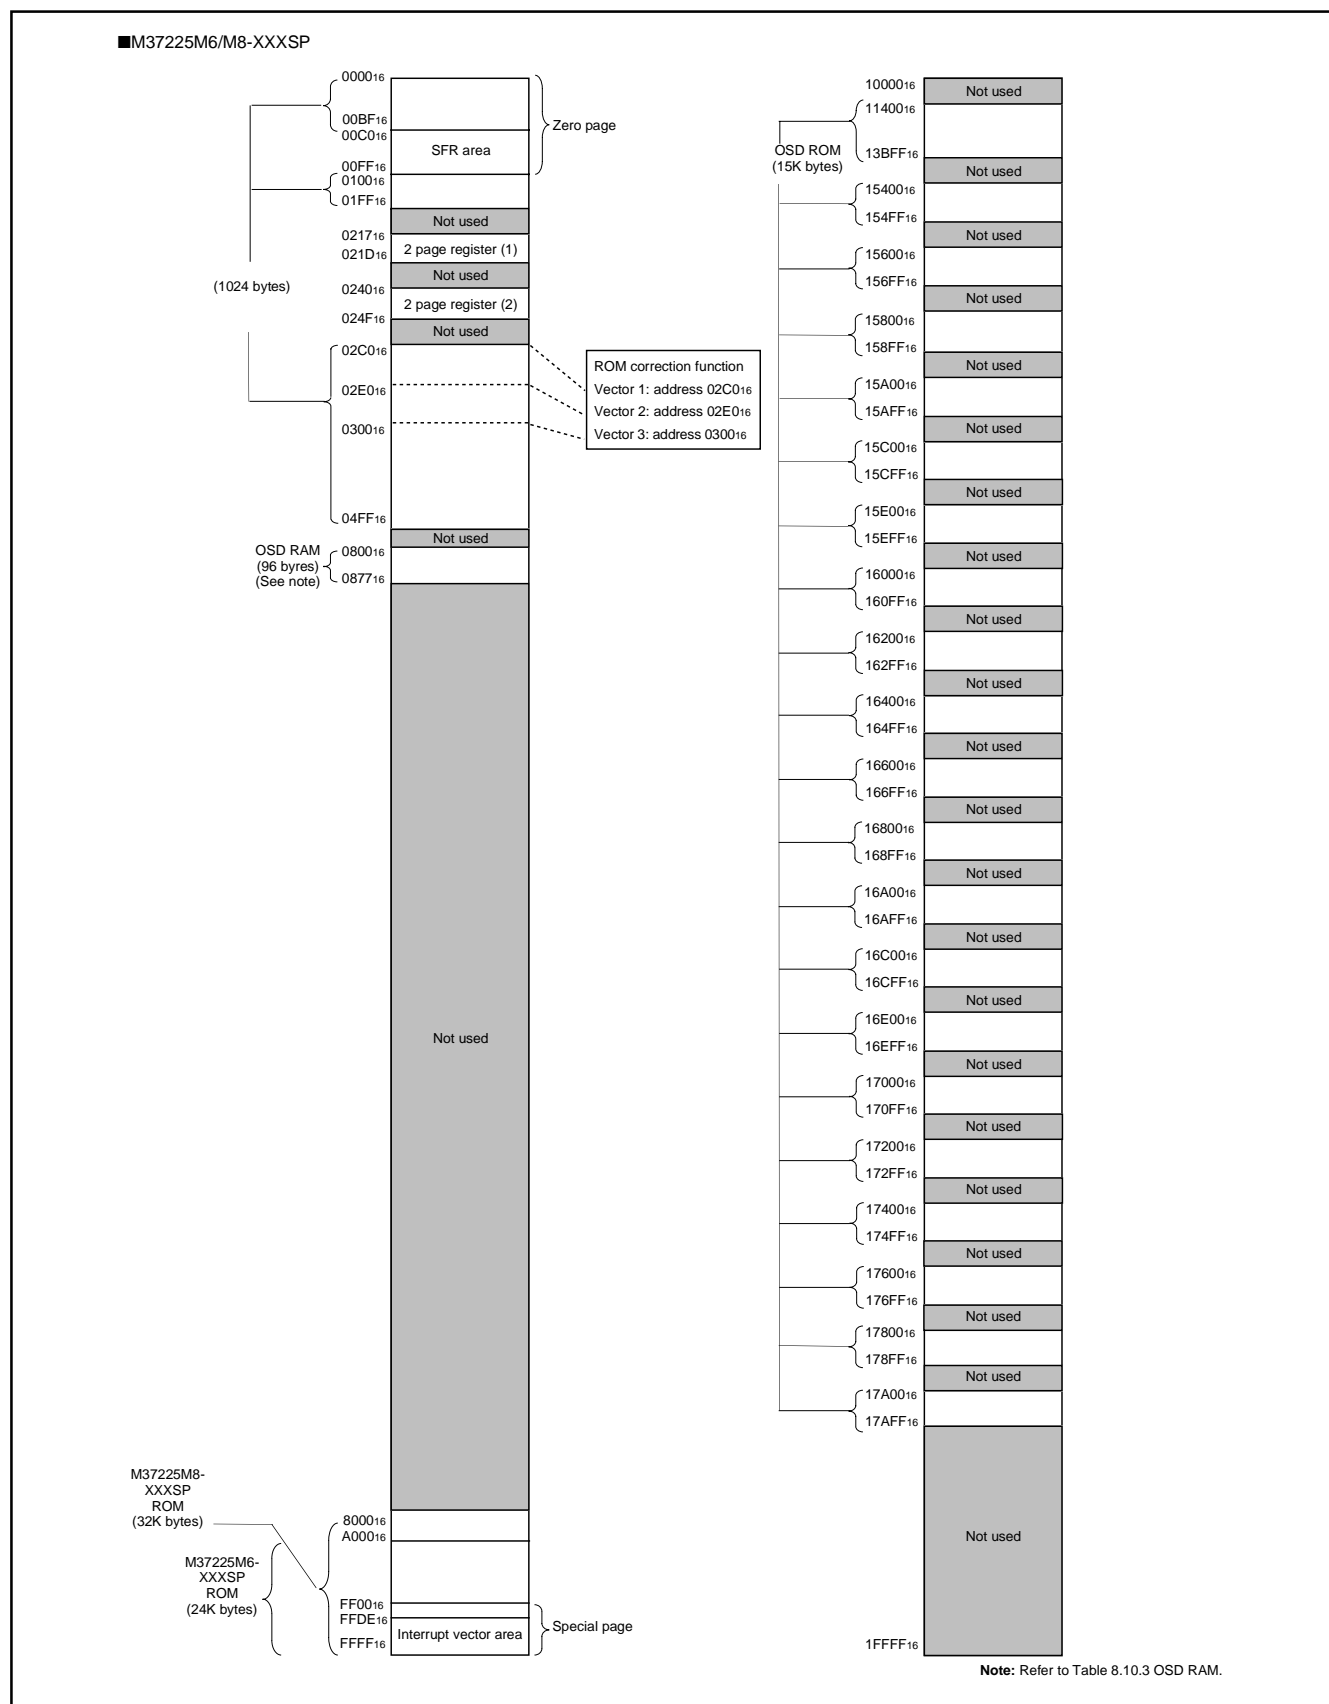 ■M37225M6/M8-XXXSP
000016
00BF16
00C016
SFR area
00FF16
Zero page
010016
01FF16
Not used
021716
2 page register (1)
021D16
Not used
(1024 bytes)
024016
2 page register (2)
024F16
Not used
02C016
02E016
030016
ROM correction function
Vector 1: address 02C016
Vector 2: address 02E016
Vector 3: address 030016
04FF16
Not used
OSD RAM
(96 byres)
(See note)
080016
087716
Not used
M37225M8-
XXXSP
ROM
(32K bytes)
800016
A00016
M37225M6-
XXXSP
ROM
(24K bytes)
FF0016
FFDE16
Interrupt vector area
FFFF16
Special page
1000016
Not used
1140016
OSD ROM
(15K bytes)
13BFF16
Not used
1540016
154FF16
Not used
1560016
156FF16
Not used
1580016
158FF16
Not used
15A0016
15AFF16
Not used
15C0016
15CFF16
Not used
15E0016
15EFF16
Not used
1600016
160FF16
Not used
1620016
162FF16
Not used
1640016
164FF16
Not used
1660016
166FF16
Not used
1680016
168FF16
Not used
16A0016
16AFF16
Not used
16C0016
16CFF16
Not used
16E0016
16EFF16
Not used
1700016
170FF16
Not used
1720016
172FF16
Not used
1740016
174FF16
Not used
1760016
176FF16
Not used
1780016
178FF16
Not used
17A0016
17AFF16
Not used
1FFFF16
Note: Refer to Table 8.10.3 OSD RAM.